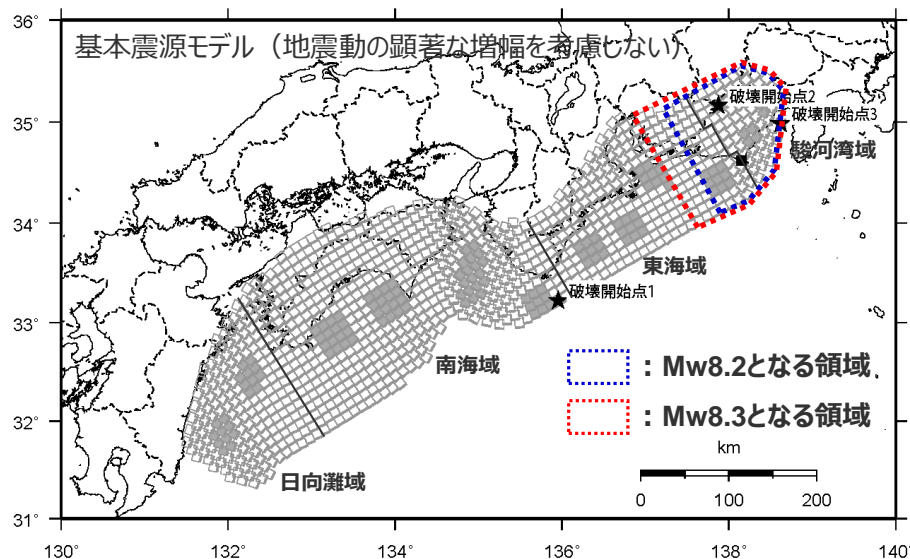 36°
基本震源モデル（地震動の顕著な増幅を考慮しない）
破壊開始点2
35°
破壊開始点3
駿河湾域
34°
東海域
破壊開始点1
33°
南海域
：Mw8.2となる領域
32°
：Mw8.3となる領域
km
日向灘域
0 100 200
31°
130° 132° 134° 136° 138° 140°